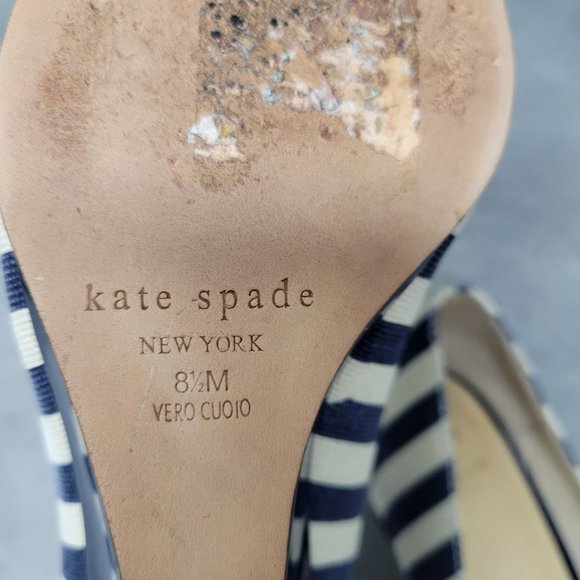 kate spade
NEW YORK
8½M
VERO CUOIO